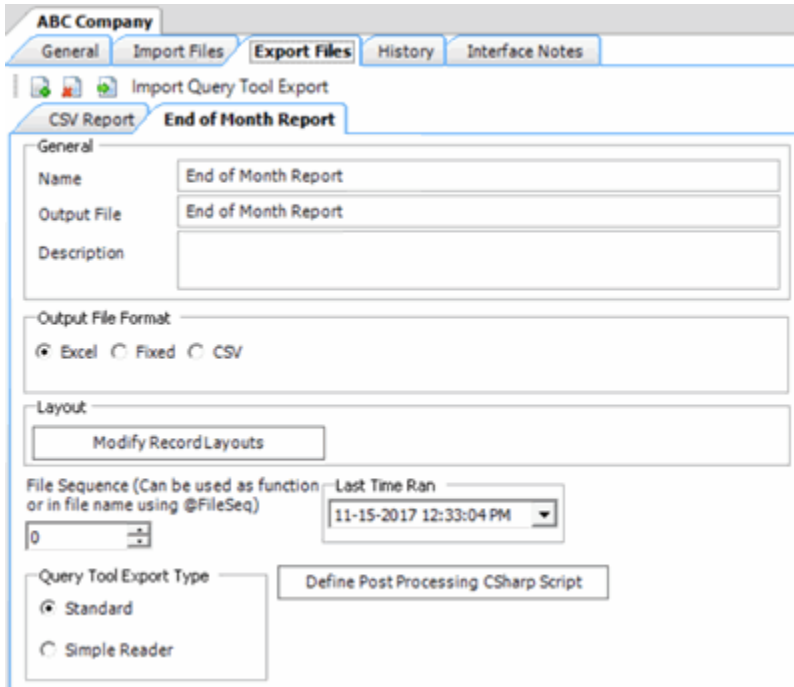 ABC Company
General Import Files Export Files History Interface Notes
Import Query Tool Export
CSV Report End of Month Report
General
Name End of Month Report
Output File End of Month Report
Description
Output File Format
Excel Fixed CSV
Layout
Modify Record Layouts
File Sequence (Can be used as function
or in file name using @FileSeq)
0
Last Time Ran
11-15-2017 12:33:04 PM
Query Tool Export Type
Standard
Simple Reader
Define Post Processing CSharp Script